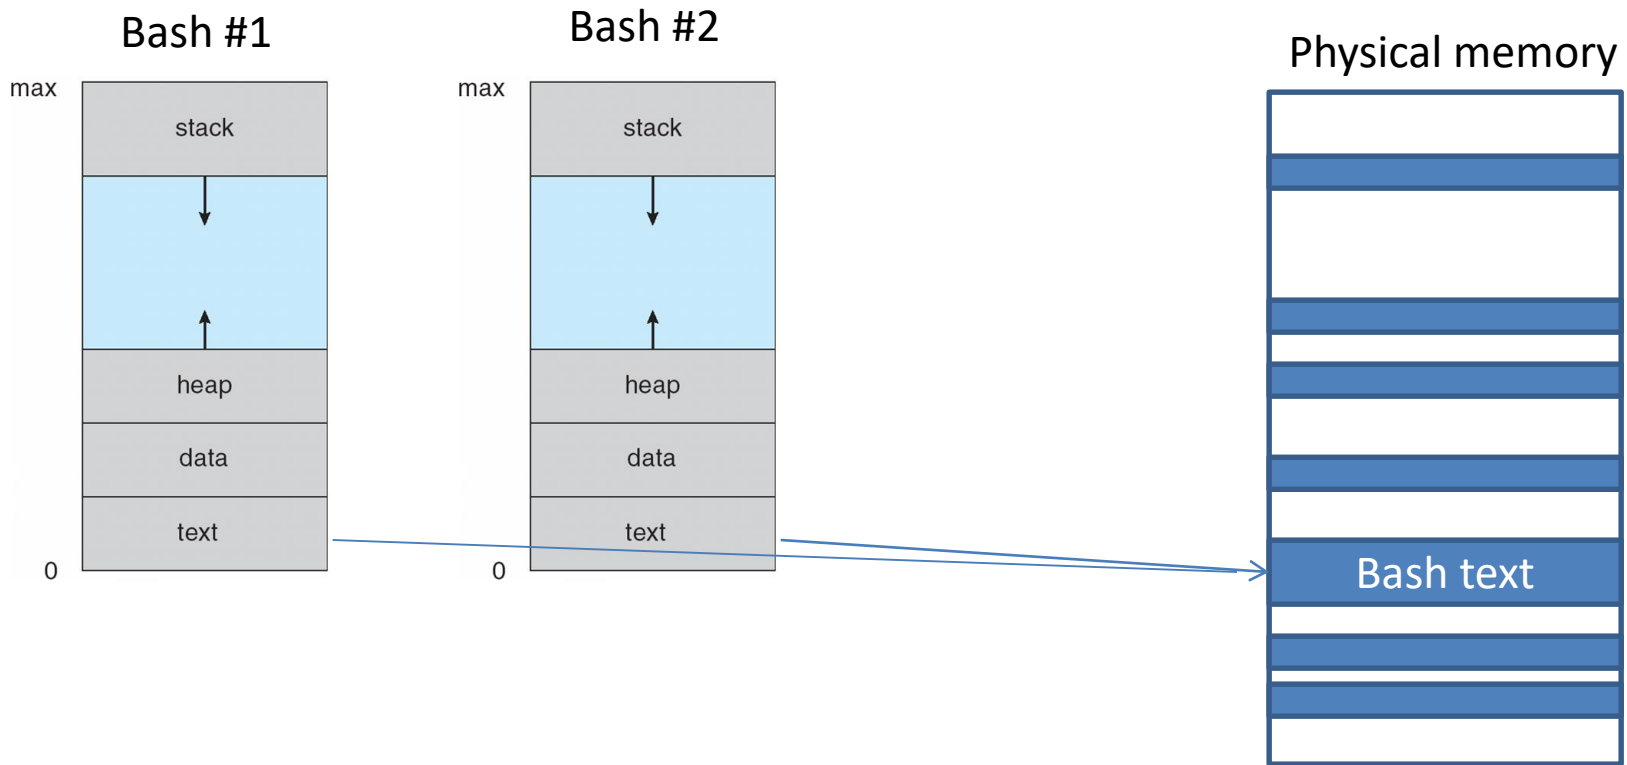 Bash #1
max
stack
heap
data
text
0
Bash #2
max
stack
heap
data
text
0
Physical memory
Bash text